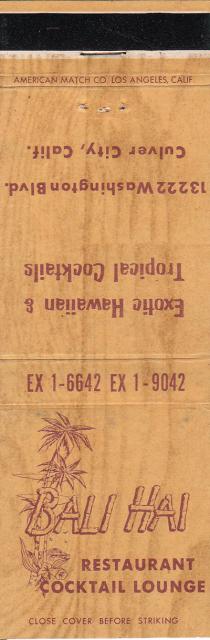 AMERICAN MATCH CO. LOS ANGELES, CALIF.
Exotic Hawaiian &
Tropical Cocktails
13222 Washington Blvd.
Culver City, Calif.
EX 1-6642 EX 1-9042
BALI HAI
RESTAURANT
COCKTAIL LOUNGE
CLOSE COVER BEFORE STRIKING